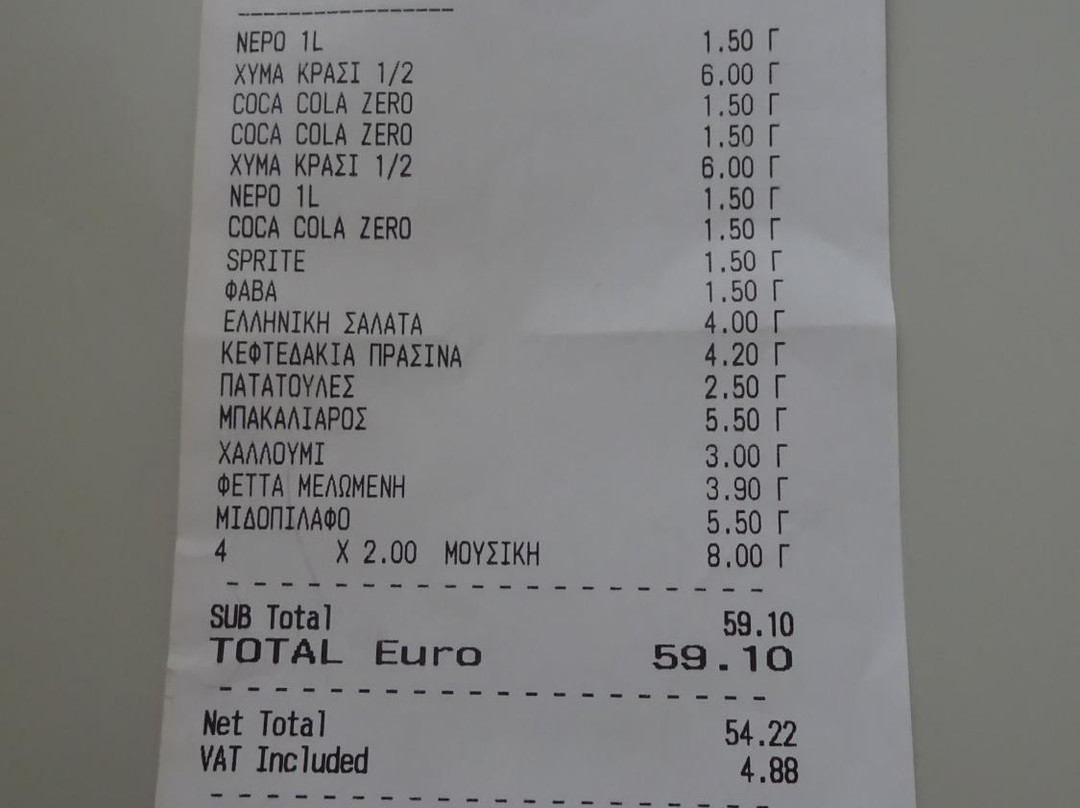 ΝΕΡΟ 1L 1.50 Γ
ΧΥΜΑ ΚΡΑΣΙ 1/2 6.00 Γ
COCA COLA ZERO 1.50 Γ
COCA COLA ZERO 1.50 Γ
ΧΥΜΑ ΚΡΑΣΙ 1/2 6.00 Γ
ΝΕΡΟ 1L 1.50 Γ
COCA COLA ZERO 1.50 Γ
SPRITE 1.50 Γ
ΦΑΒΑ 1.50 Γ
ΕΛΛΗΝΙΚΗ ΣΑΛΑΤΑ 4.00 Γ
ΚΕΦΤΕΔΑΚΙΑ ΠΡΑΣΙΝΑ 4.20 Γ
ΠΑΤΑΤΟΥΛΕΣ 2.50 Γ
ΜΠΑΚΑΛΙΑΡΟΣ 5.50 Γ
ΧΑΛΛΟΥΜΙ 3.00 Γ
ΦΕΤΤΑ ΜΕΛΩΜΕΝΗ 3.90 Γ
ΜΙΔΟΠΙΛΑΦΟ 5.50 Γ
4 X 2.00 ΜΟΥΣΙΚΗ 8.00 Γ
SUB Total 59.10
TOTAL Euro 59.10
Net Total 54.22
VAT Included 4.88